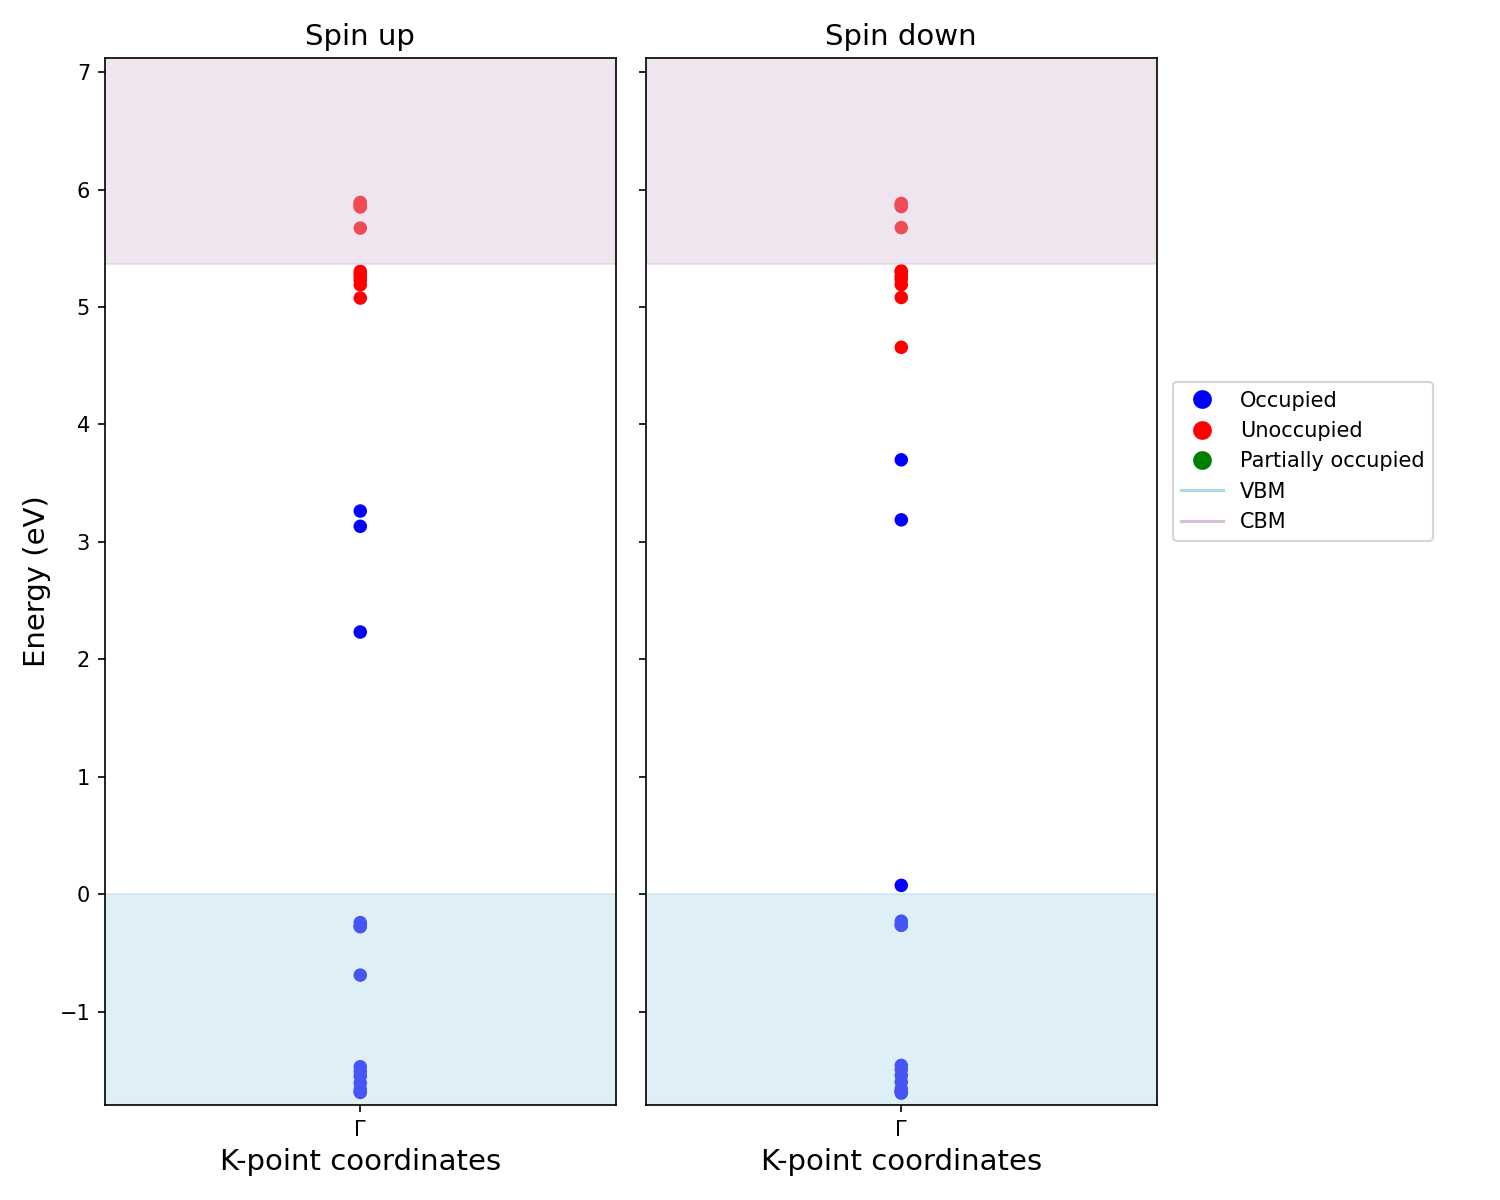 Spin up
Spin down
7
6
5
4
3
2
1
0
−1
Energy (eV)
Γ
Γ
K-point coordinates
K-point coordinates
Occupied
Unoccupied
Partially occupied
VBM
CBM